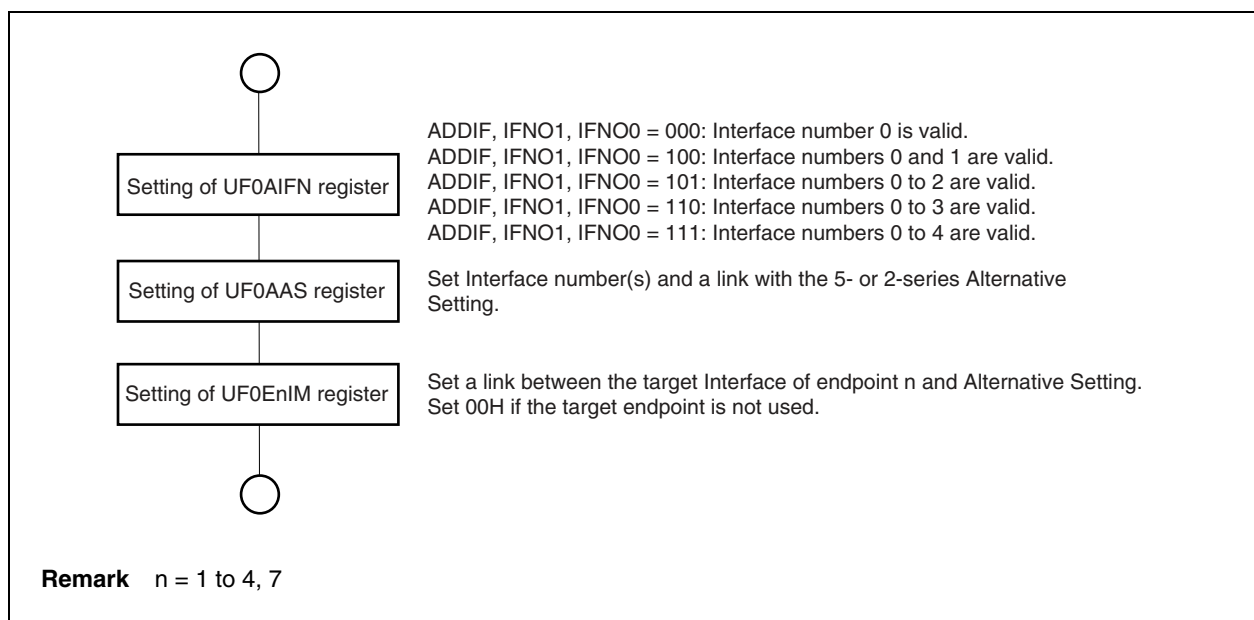 ADDIF, IFNO1, IFNO0 = 000: Interface number 0 is valid.
ADDIF, IFNO1, IFNO0 = 100: Interface numbers 0 and 1 are valid.
Setting of UF0AIFN register
ADDIF, IFNO1, IFNO0 = 101: Interface numbers 0 to 2 are valid.
ADDIF, IFNO1, IFNO0 = 110: Interface numbers 0 to 3 are valid.
ADDIF, IFNO1, IFNO0 = 111: Interface numbers 0 to 4 are valid.
Setting of UF0AAS register
Set Interface number(s) and a link with the 5- or 2-series Alternative
Setting.
Setting of UF0EnIM register
Set a link between the target Interface of endpoint n and Alternative Setting.
Set 00H if the target endpoint is not used.
Remark n = 1 to 4, 7